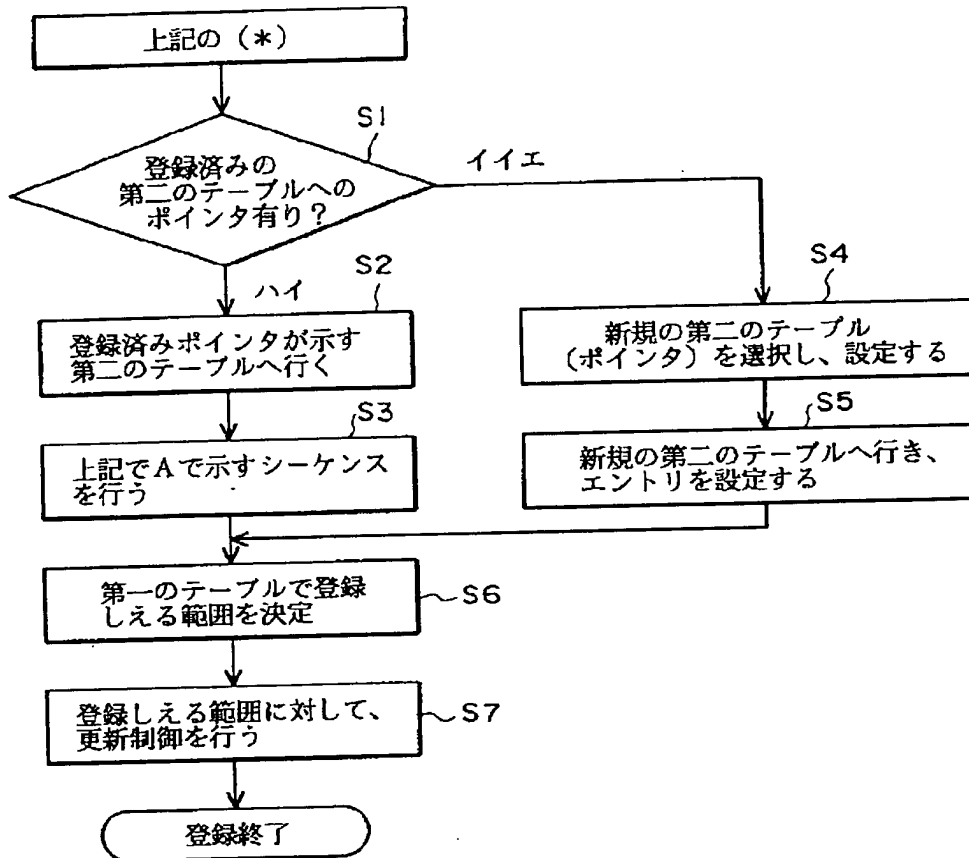 上記の（＊）
S1
登録済みの
第二のテーブルへの
ポインタ有り？
イイエ
ハイ
S2
登録済みポインタが示す
第二のテーブルへ行く
S3
上記でAで示すシーケンス
を行う
S4
新規の第二のテーブル
（ポインタ）を選択し、設定する
S5
新規の第二のテーブルへ行き、
エントリを設定する
第一のテーブルで登録
しえる範囲を決定
S6
登録しえる範囲に対して、
更新制御を行う
S7
登録終了